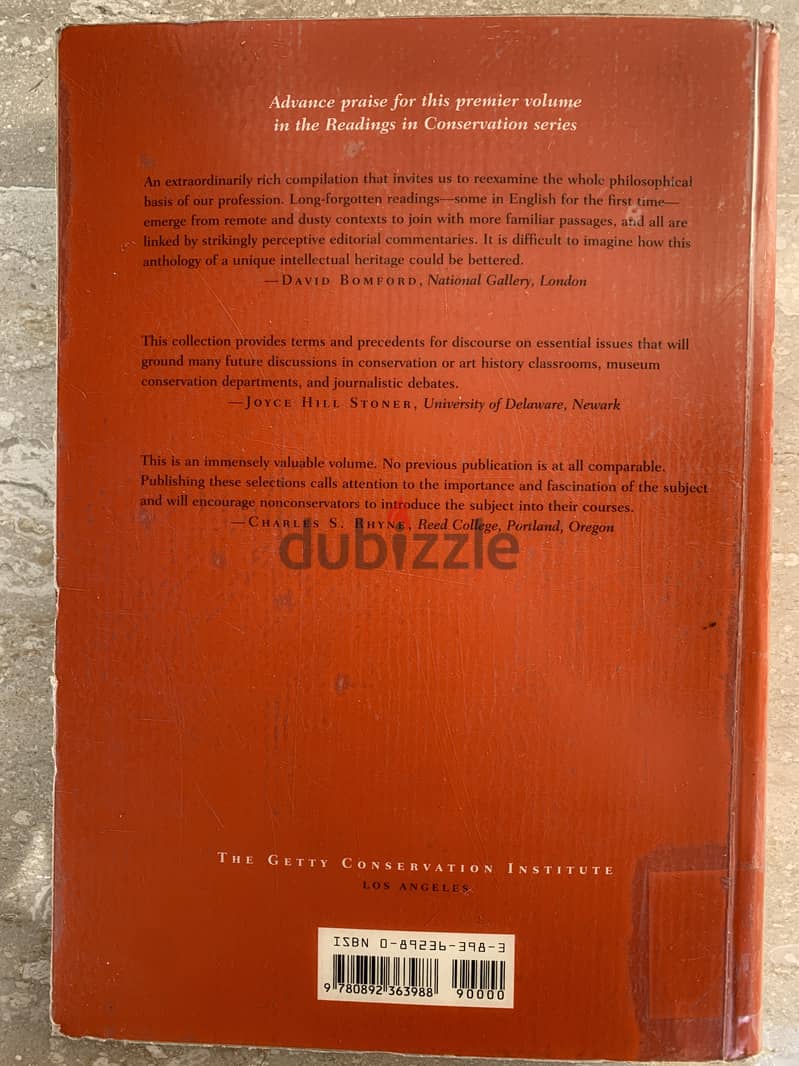 Advance praise for this premier volume
in the Readings in Conservation series
An extraordinarily rich compilation that invites us to reexamine the whole philosophical
basis of our profession. Long-forgotten readings—some in English for the first time—
emerge from remote and dusty contexts to join with more familiar passages, and all are
linked by strikingly perceptive editorial commentaries. It is difficult to imagine how this
anthology of a unique intellectual heritage could be bettered.
—DAVID BOMFORD, National Gallery, London
This collection provides terms and precedents for discourse on essential issues that will
ground many future discussions in conservation or art history classrooms, museum
conservation departments, and journalistic debates.
—JOYCE HILL STONER, University of Delaware, Newark
This is an immensely valuable volume. No previous publication is at all comparable.
Publishing these selections calls attention to the importance and fascination of the subject
and will encourage nonconservators to introduce the subject into their courses.
—CHARLES S. RHYNE, Reed College, Portland, Oregon
dubizzle
THE GETTY CONSERVATION INSTITUTE
LOS ANGELES
ISBN 0-89236-398-3
9 780892 363988
90000